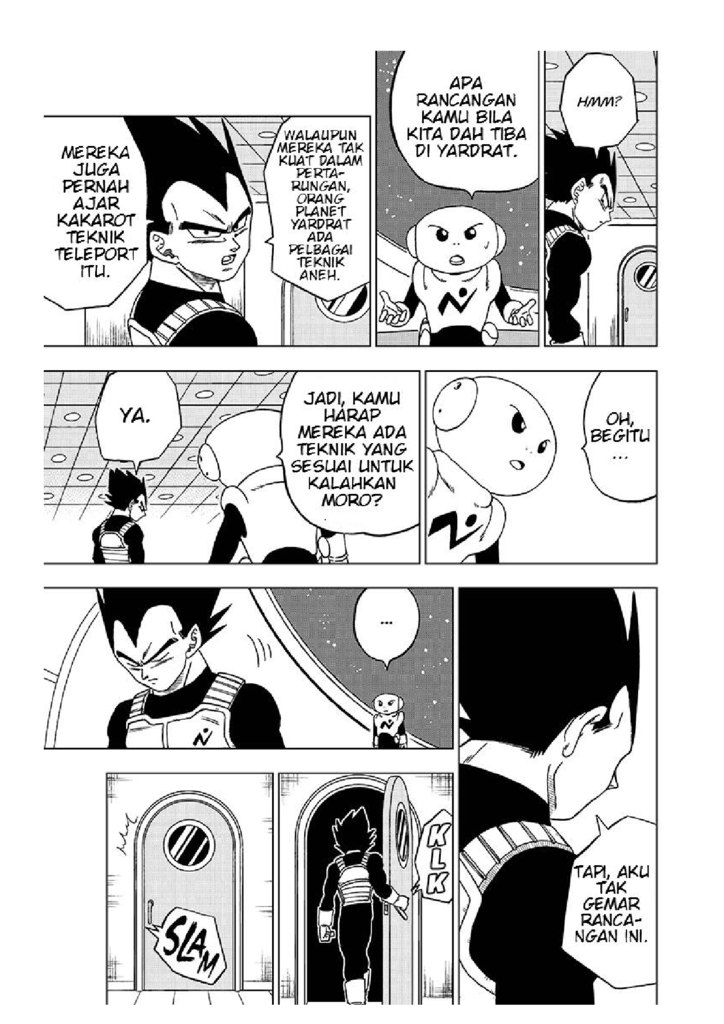 HMM?
APA
RANCANGAN
KAMU BILA
KITA DAH TIBA
DI YARDRAT.
WALAUPUN
MEREKA TAK
KUAT DALAM
PERTA-
RUNGAN,
ORANG
PLANET
YARDRAT
ADA
PELBAGAI
TEKNIK
ANEH.
MEREKA
JUGA
PERNAH
AJAR
KAKAROT
TEKNIK
TELEPORT
ITU.
OH,
BEGITU
...
JADI, KAMU
HARAP
MEREKA ADA
TEKNIK YANG
SESUAI UNTUK
KALAHKAN
MORO?
YA.
TAPI, AKU
TAK
GEMAR
RANCA-
NGAN INI.
...
KLK
SLAM